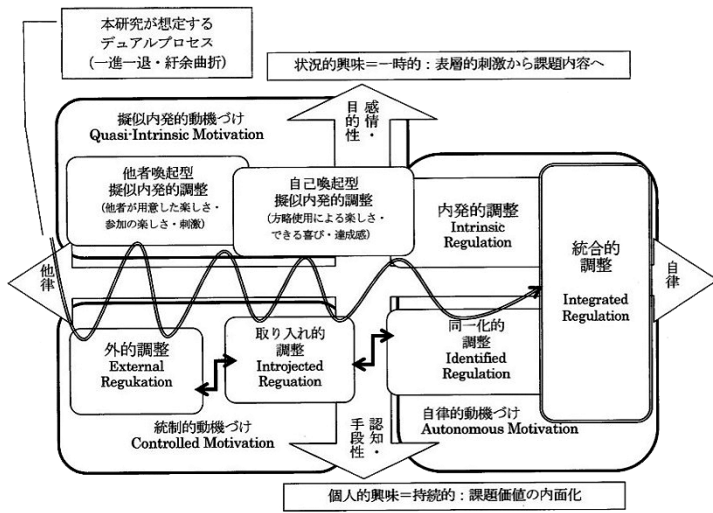 本研究が想定する
デュアルプロセス
(一進一退・紆余曲折)
状況的興味=一時的:表層的刺激から課題内容へ
擬似内発的動機づけ
Quasi-Intrinsic Motivation
感情・
目的性
他者喚起型
擬似内発的調整
(他者が用意した楽しさ・
参加の楽しさ・刺激)
自己喚起型
擬似内発的調整
(方略使用による楽しさ・
できる喜び・達成感)
内発的調整
Intrinsic
Regulation
統合的
調整
Integrated
Regulation
他律
自律
外的調整
External
Regukation
取り入れ的
調整
Introjected
Reguation
同一化的
調整
Identified
Regulation
統制的動機づけ
Controlled Motivation
認知・
手段性
自律的動機づけ
Autonomous Motivation
個人的興味=持続的:課題価値の内面化